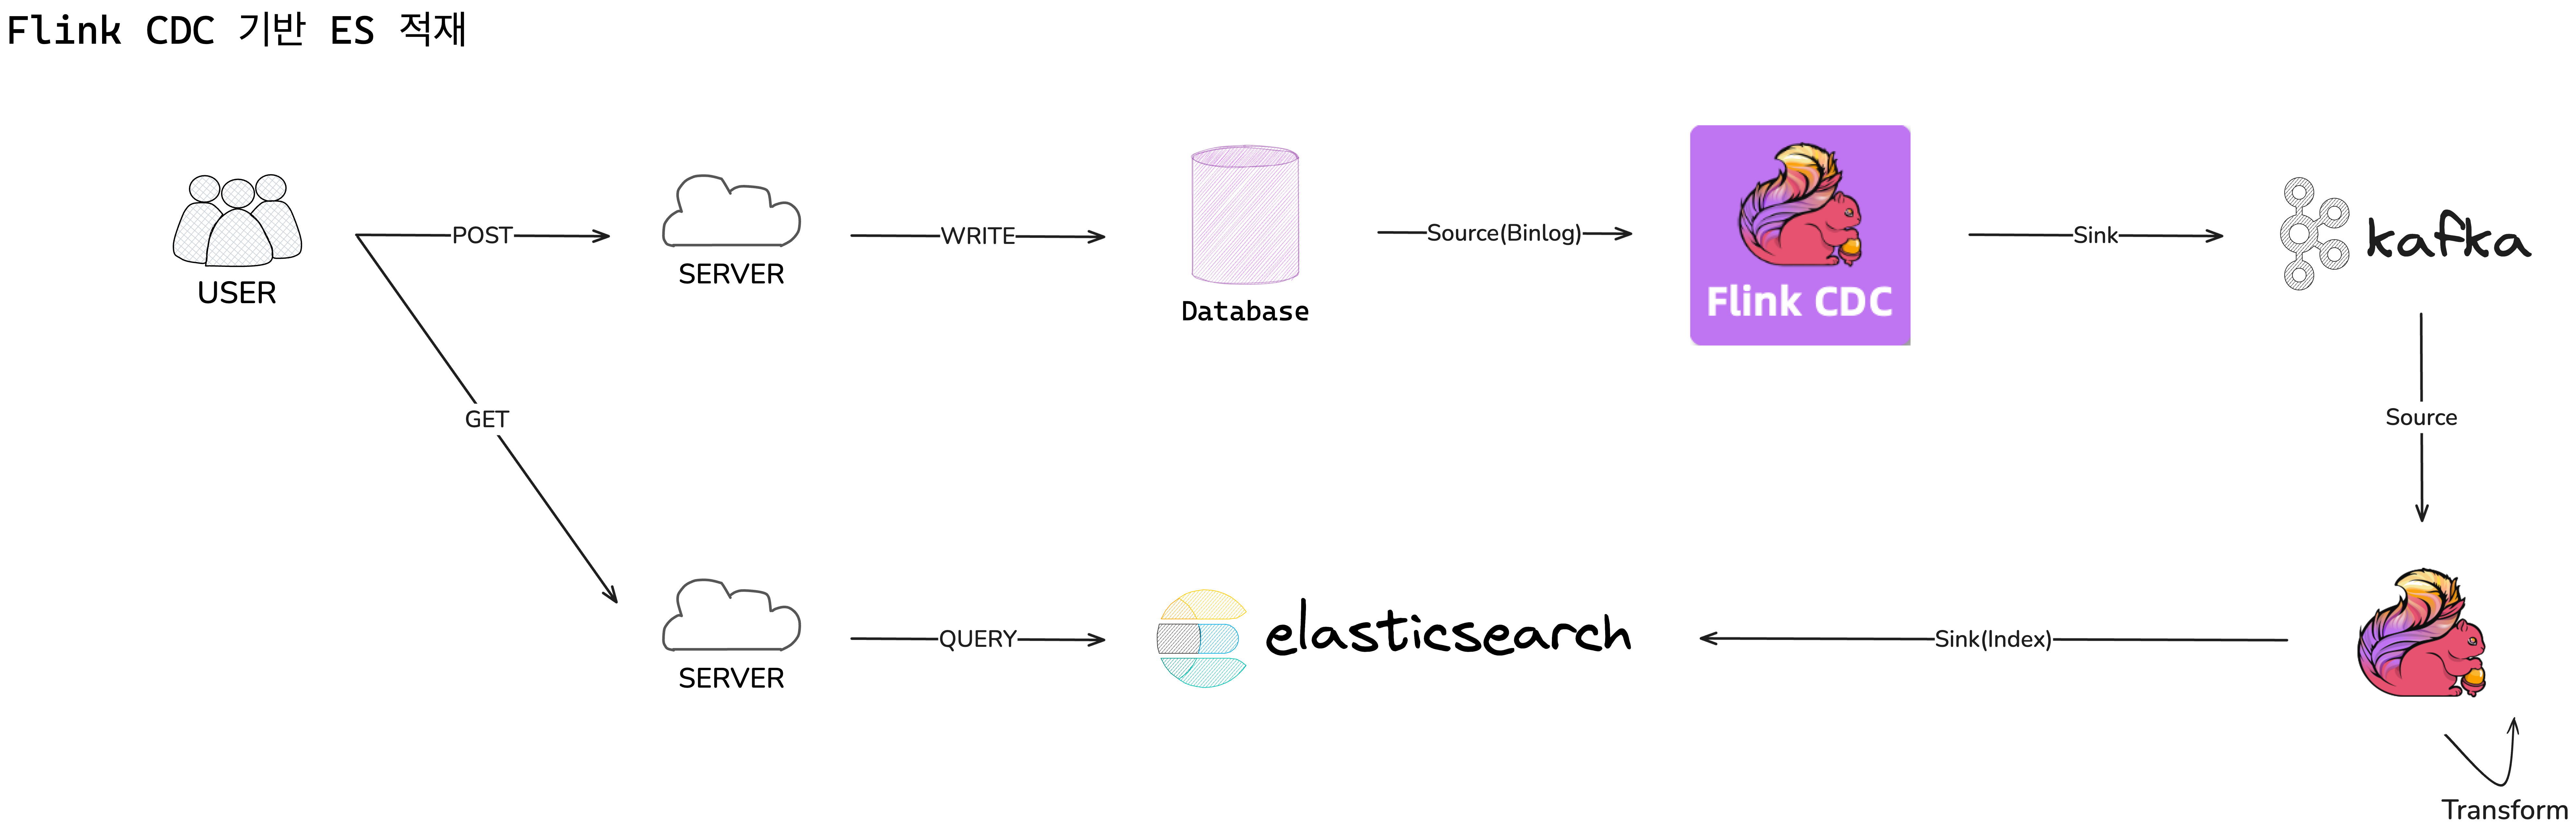 Flink CDC 기반 ES 적재
USER
POST
SERVER
WRITE
Database
Source(Binlog)
Flink CDC
Sink
kafka
GET
Source
SERVER
QUERY
elasticsearch
Sink(Index)
Transform